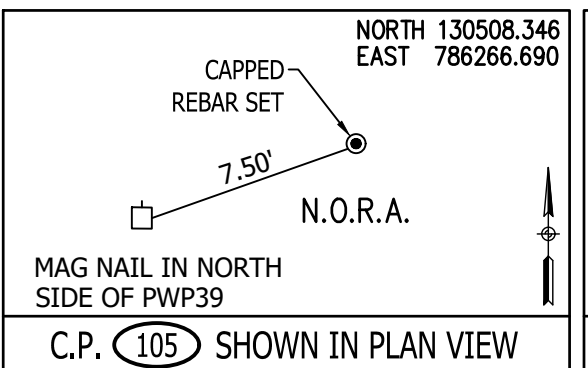 NORTH 130508.346
EAST 786266.690
CAPPED
REBAR SET
7.50'
N.O.R.A.
MAG NAIL IN NORTH
SIDE OF PWP39
C.P. 105 SHOWN IN PLAN VIEW